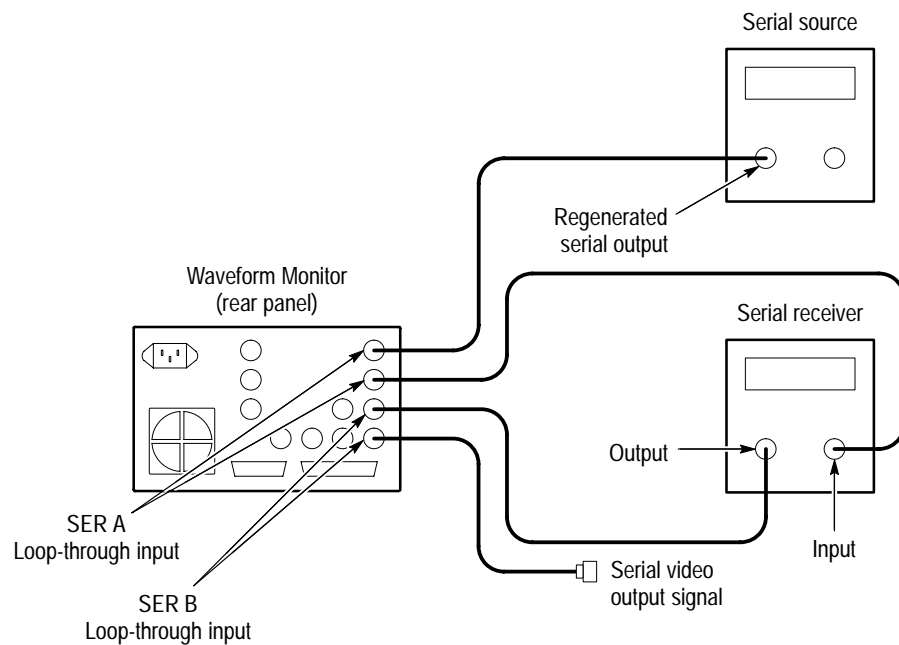 Serial source
Regenerated
serial output
Waveform Monitor
(rear panel)
Serial receiver
Output
Input
SER A
Loop-through input
Serial video
output signal
SER B
Loop-through input